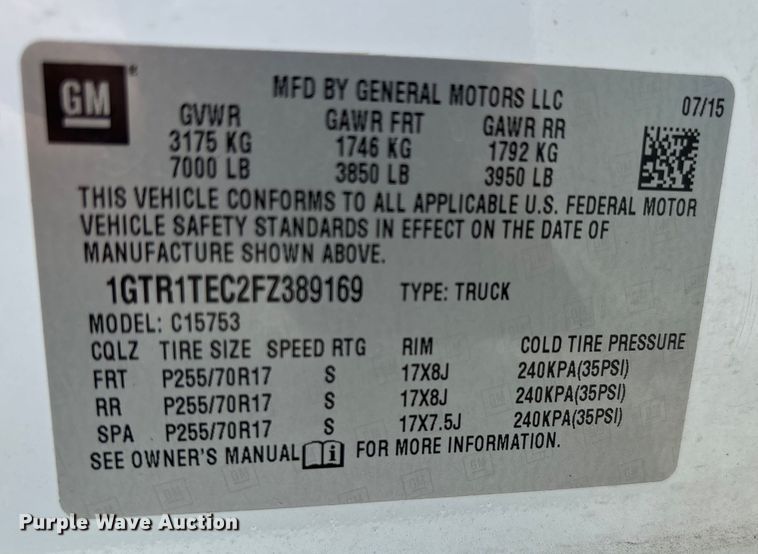 GM
MFD BY GENERAL MOTORS LLC 07/15
GVWR GAWR FRT GAWR RR
3175 KG 1746 KG 1792 KG
7000 LB 3850 LB 3950 LB
THIS VEHICLE CONFORMS TO ALL APPLICABLE U.S. FEDERAL MOTOR
VEHICLE SAFETY STANDARDS IN EFFECT ON THE DATE OF
MANUFACTURE SHOWN ABOVE.
1GTR1TEC2FZ389169 TYPE: TRUCK
MODEL: C15753
CQLZ TIRE SIZE SPEED RTG RIM COLD TIRE PRESSURE
FRT P255/70R17 S 17X8J 240KPA(35PSI)
RR P255/70R17 S 17X8J 240KPA(35PSI)
SPA P255/70R17 S 17X7.5J 240KPA(35PSI)
SEE OWNER'S MANUAL FOR MORE INFORMATION.
Purple Wave Auction